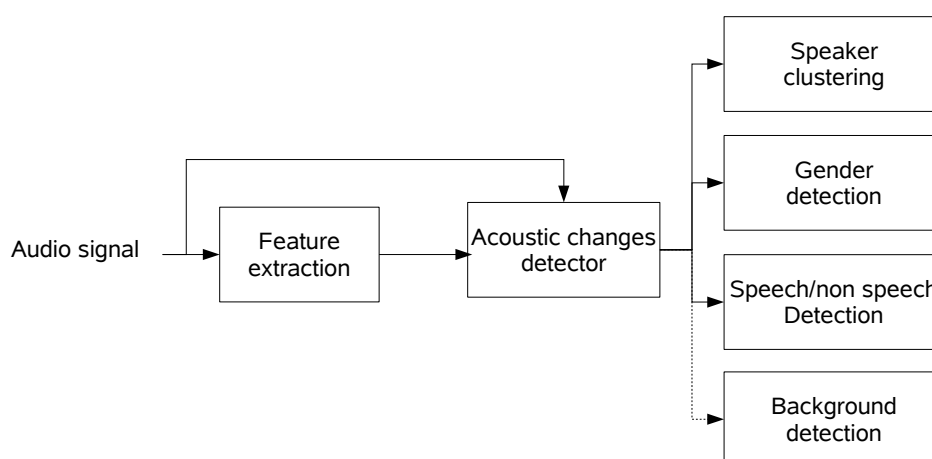 Audio signal
Feature
extraction
Acoustic changes
detector
Speaker
clustering
Gender
detection
Speech/non speech
Detection
Background
detection